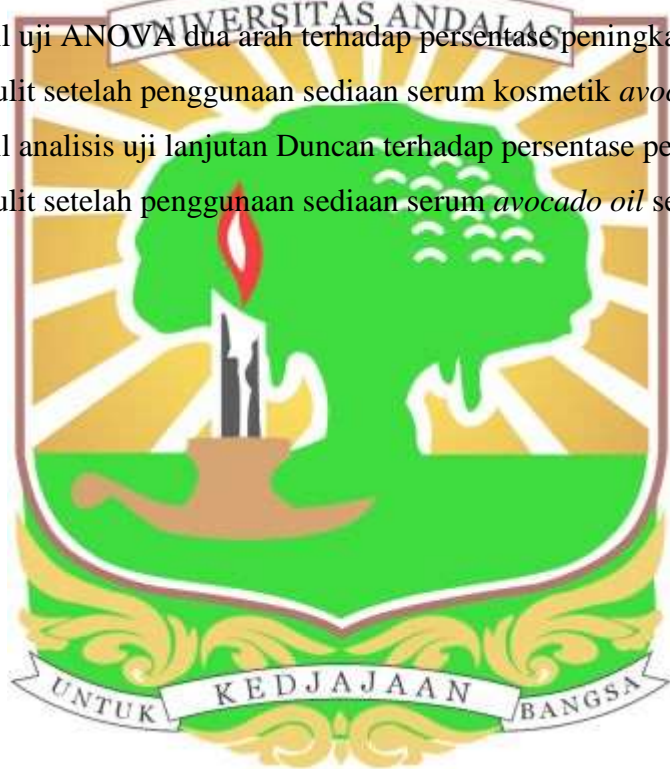 UNIVERSITAS ANDALAS
l uji ANOVA dua arah terhadap persentase peningka
ulit setelah penggunaan sediaan serum kosmetik avoc
l analisis uji lanjutan Duncan terhadap persentase pe
ulit setelah penggunaan sediaan serum avocado oil se
UNTUK KEDJAJAAN BANGSA